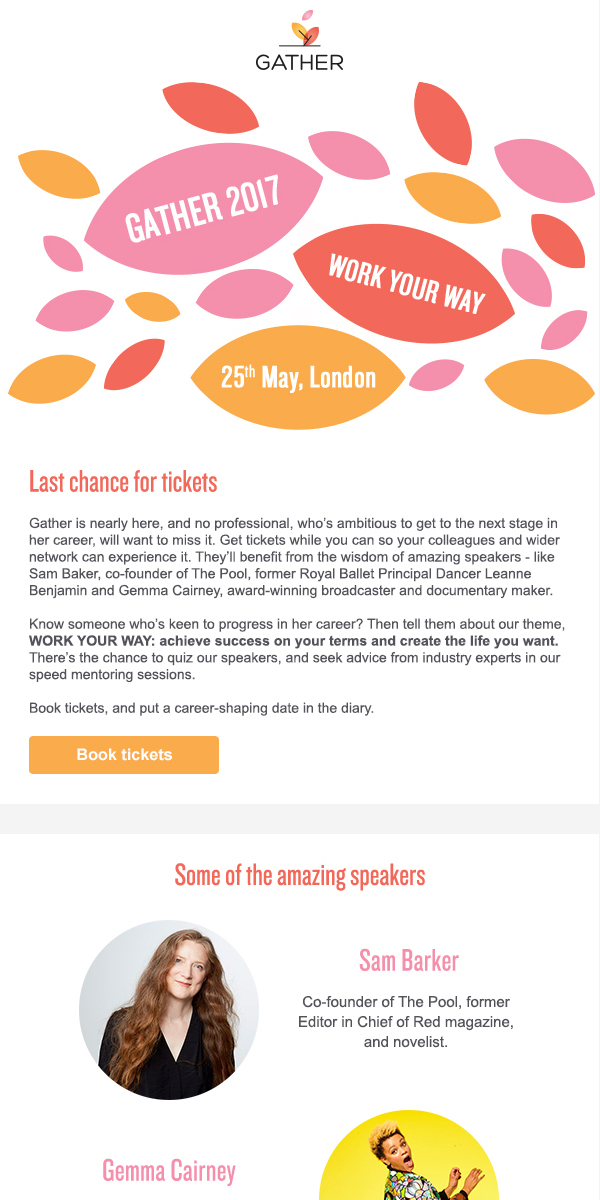 GATHER
GATHER 2017
WORK YOUR WAY
25th May, London
Last chance for tickets
Gather is nearly here, and no professional, who's ambitious to get to the next stage in
her career, will want to miss it. Get tickets while you can so your colleagues and wider
network can experience it. They'll benefit from the wisdom of amazing speakers - like
Sam Baker, co-founder of The Pool, former Royal Ballet Principal Dancer Leanne
Benjamin and Gemma Cairney, award-winning broadcaster and documentary maker.
Know someone who's keen to progress in her career? Then tell them about our theme,
WORK YOUR WAY: achieve success on your terms and create the life you want.
There's the chance to quiz our speakers, and seek advice from industry experts in our
speed mentoring sessions.
Book tickets, and put a career-shaping date in the diary.
Book tickets
Some of the amazing speakers
Sam Barker
Co-founder of The Pool, former
Editor in Chief of Red magazine,
and novelist.
Gemma Cairney